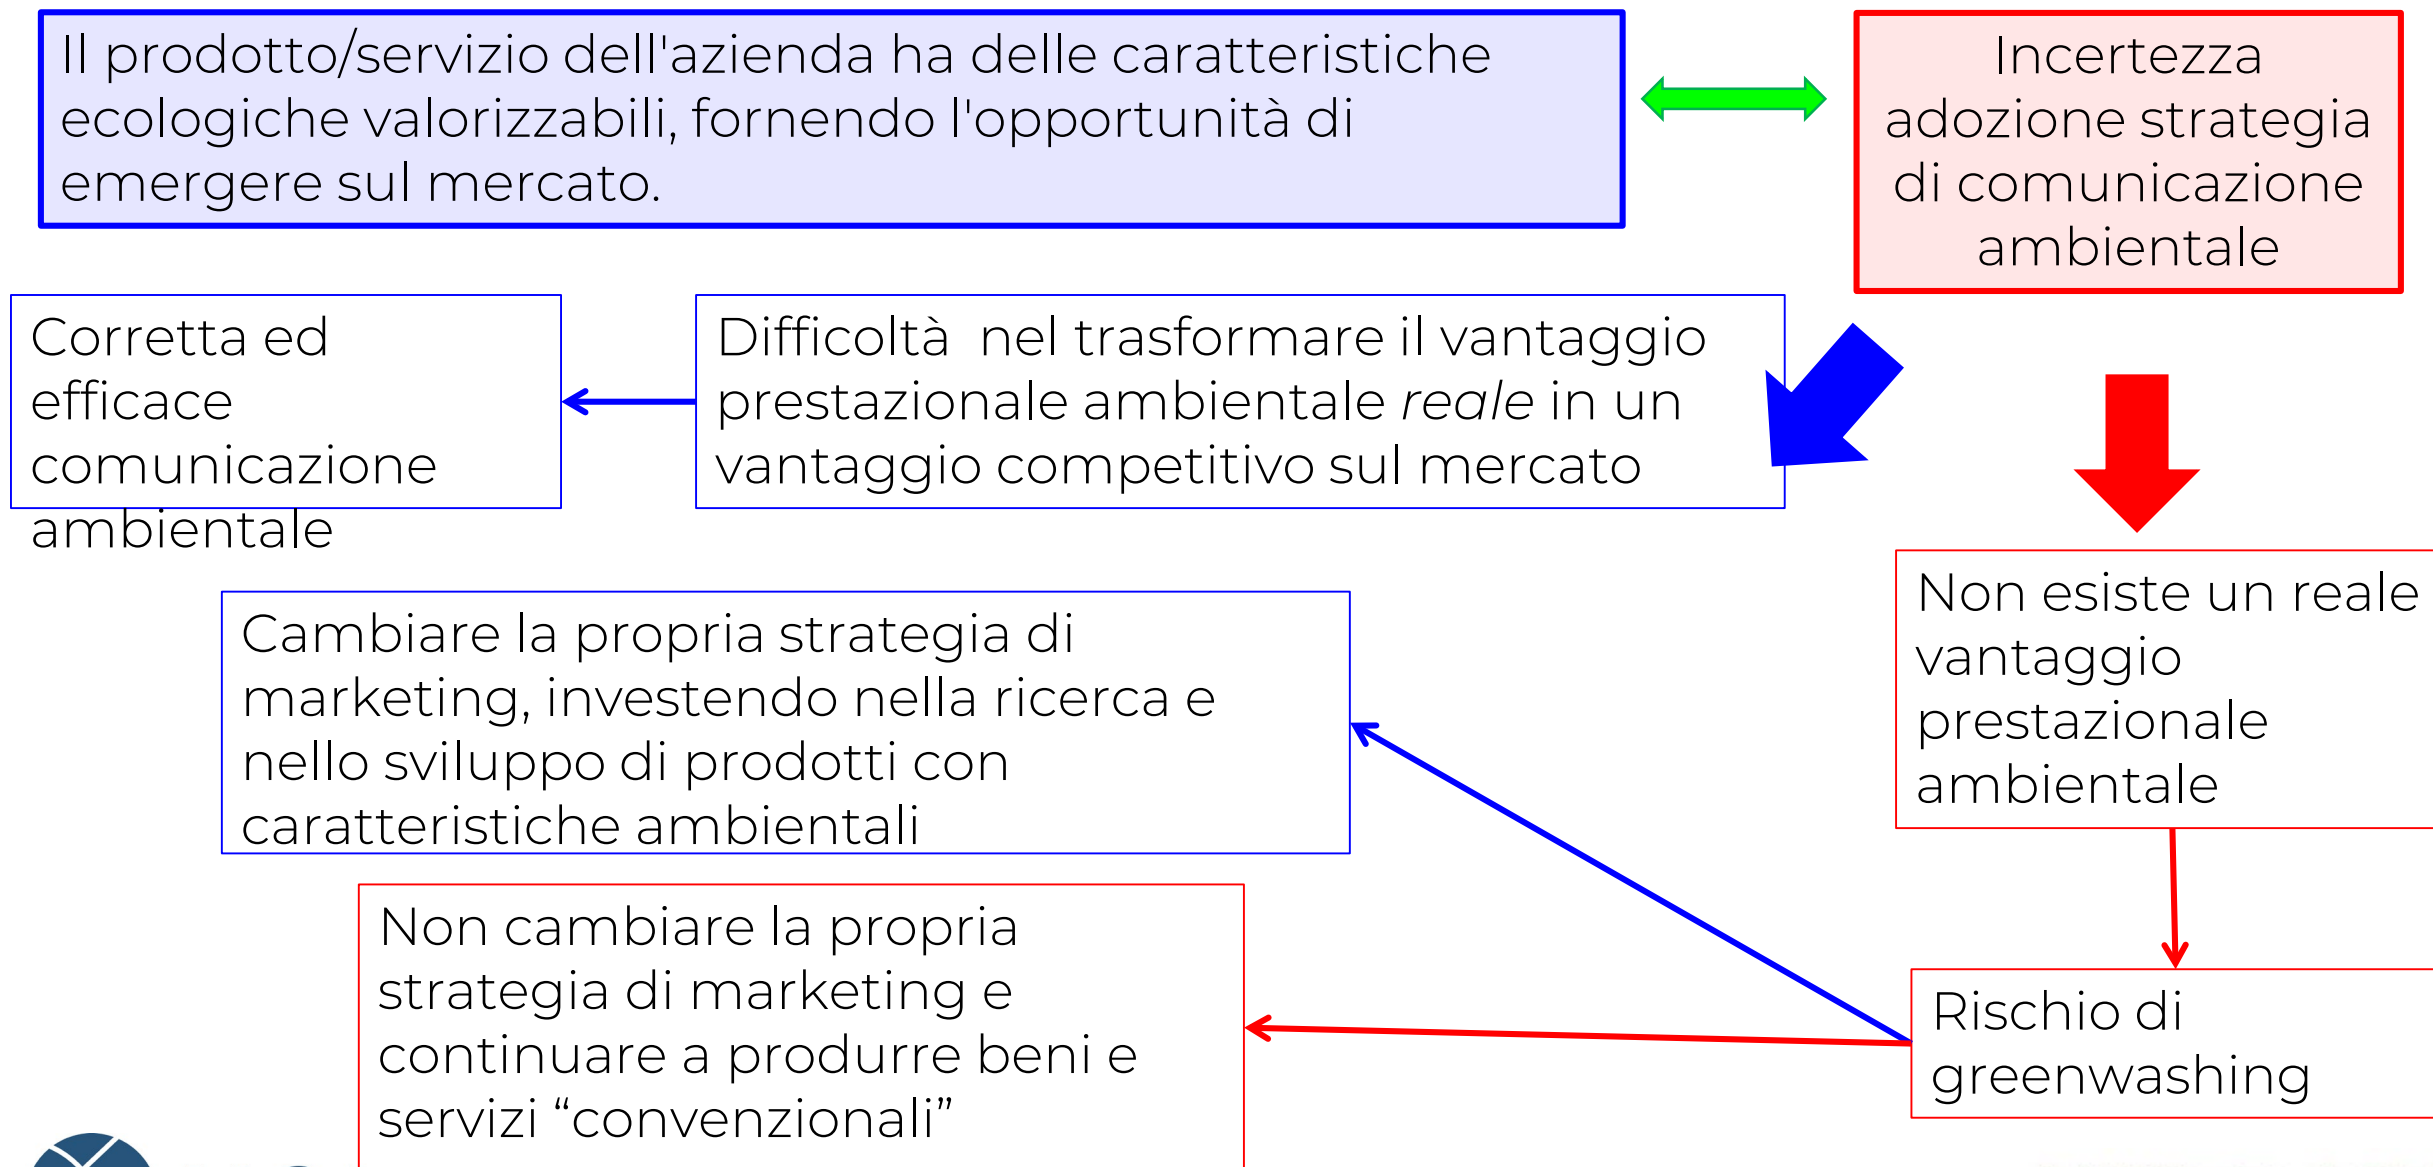 Il prodotto/servizio dell'azienda ha delle caratteristiche
ecologiche valorizzabili, fornendo l'opportunità di
emergere sul mercato.
Incertezza
adozione strategia
di comunicazione
ambientale
Corretta ed
efficace
comunicazione
ambientale
Difficoltà  nel trasformare il vantaggio
prestazionale ambientale reale in un
vantaggio competitivo sul mercato
Non esiste un reale
vantaggio
prestazionale
ambientale
Cambiare la propria strategia di
marketing, investendo nella ricerca e
nello sviluppo di prodotti con
caratteristiche ambientali
Non cambiare la propria
strategia di marketing e
continuare a produrre beni e
servizi “convenzionali”
Rischio di
greenwashing